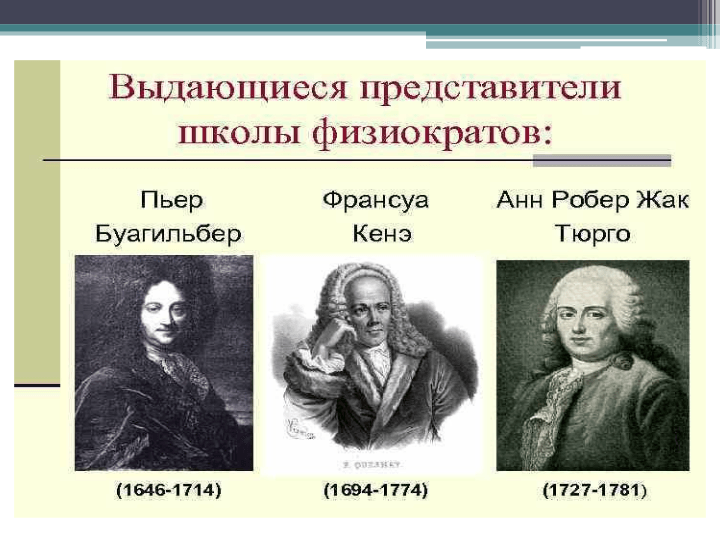 Выдающиеся представители
школы физиократов:
Пьер
Буагильбер
Франсуа
Кенэ
Анн Робер Жак
Тюрго
(1646-1714)
(1694-1774)
(1727-1781)